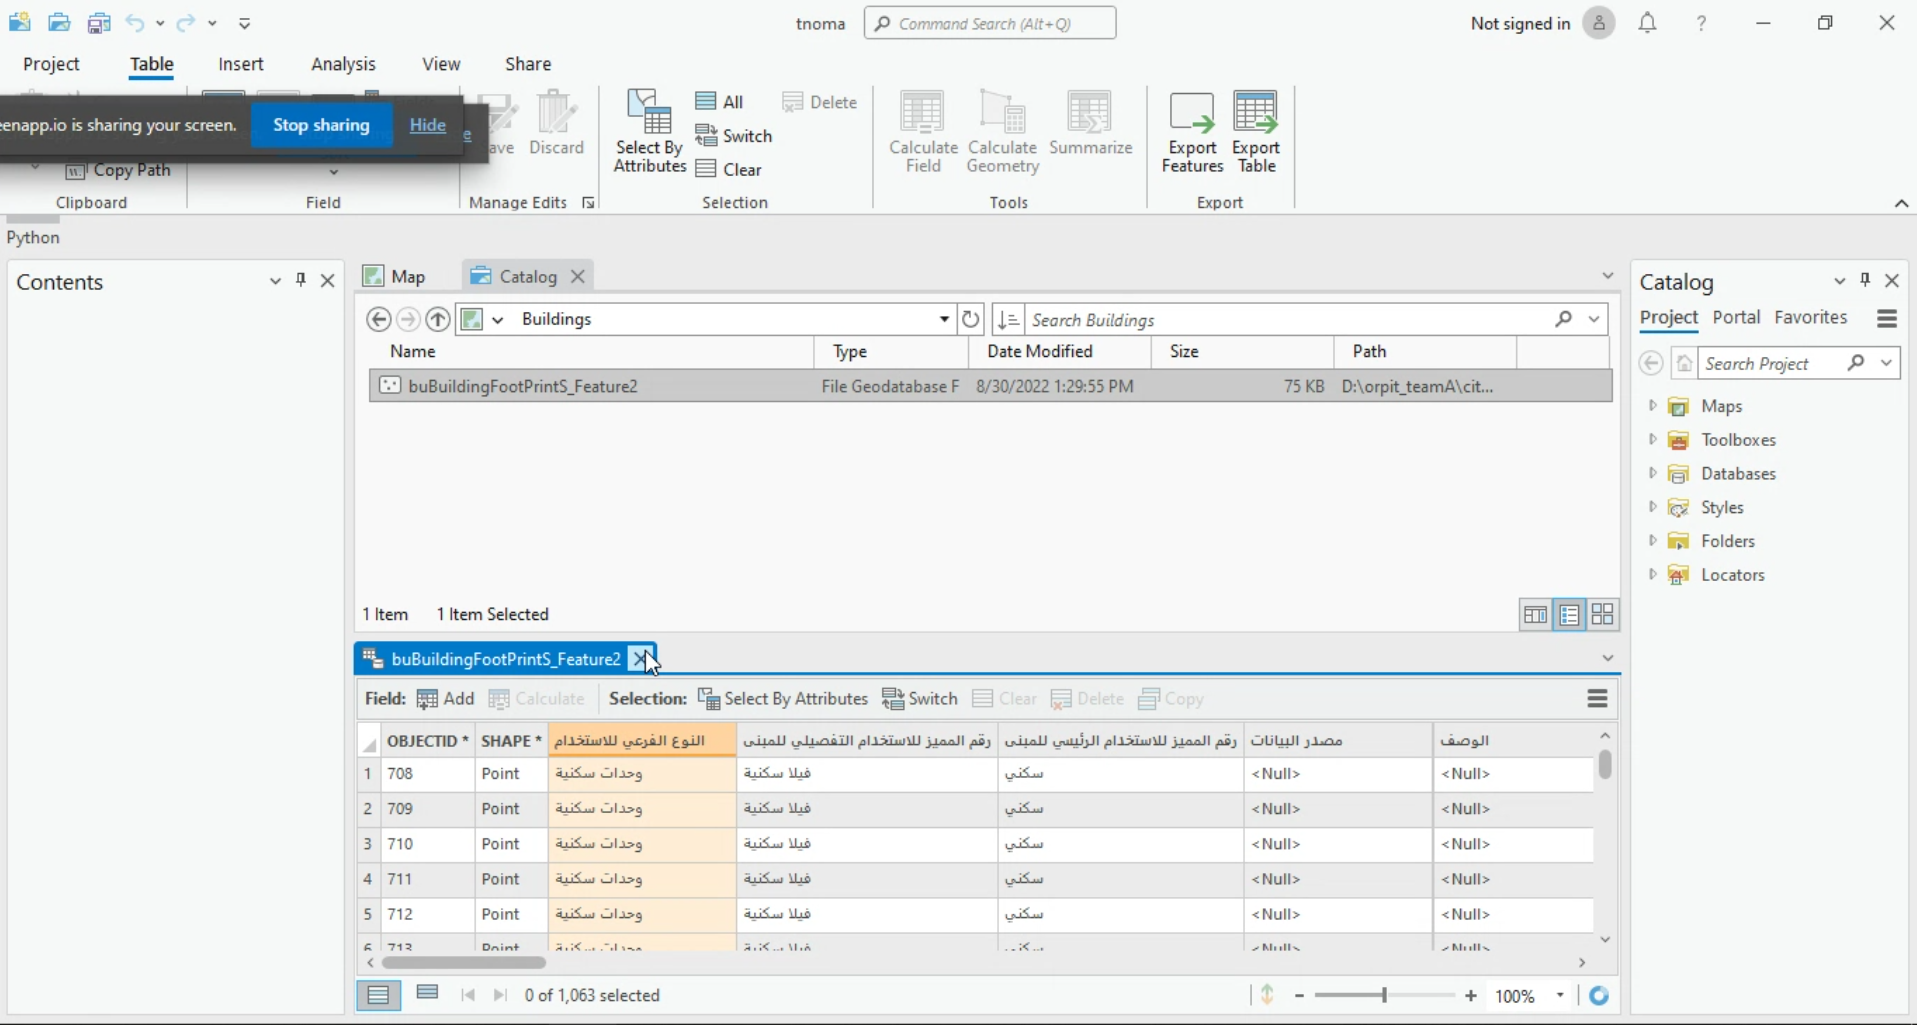 tnoma Command Search (Alt+Q) Not signed in ?
Project Table Insert Analysis View Share
enapp.io is sharing your screen. Stop sharing Hide
Discard
Select By Attributes
All
Switch
Clear
Delete
Calculate Field
Calculate Geometry
Summarize
Export Features
Export Table
Copy Path
Clipboard Field Manage Edits Selection Tools Export
Python
Contents
Map Catalog
Buildings Search Buildings
Name Type Date Modified Size Path
buBuildingFootPrintS_Feature2 File Geodatabase F 8/30/2022 1:29:55 PM 75 KB D:\orpit_teamA\cit...
1 Item 1 Item Selected
Catalog
Project Portal Favorites
Search Project
Maps
Toolboxes
Databases
Styles
Folders
Locators
buBuildingFootPrintS_Feature2
Field: Add Calculate Selection: Select By Attributes Switch Clear Delete Copy
OBJECTID * SHAPE * النوع الفرعي للاستخدام رقم المميز للاستخدام التفصيلي للمبنى رقم المميز للاستخدام الرئيسي للمبنى مصدر البيانات الوصف
1 708 Point وحدات سكنية فيلا سكنية سكني <Null> <Null>
2 709 Point وحدات سكنية فيلا سكنية سكني <Null> <Null>
3 710 Point وحدات سكنية فيلا سكنية سكني <Null> <Null>
4 711 Point وحدات سكنية فيلا سكنية سكني <Null> <Null>
5 712 Point وحدات سكنية فيلا سكنية سكني <Null> <Null>
6 713 Point وحدات سكنية فيلا سكنية سكني <Null> <Null>
0 of 1,063 selected 100%